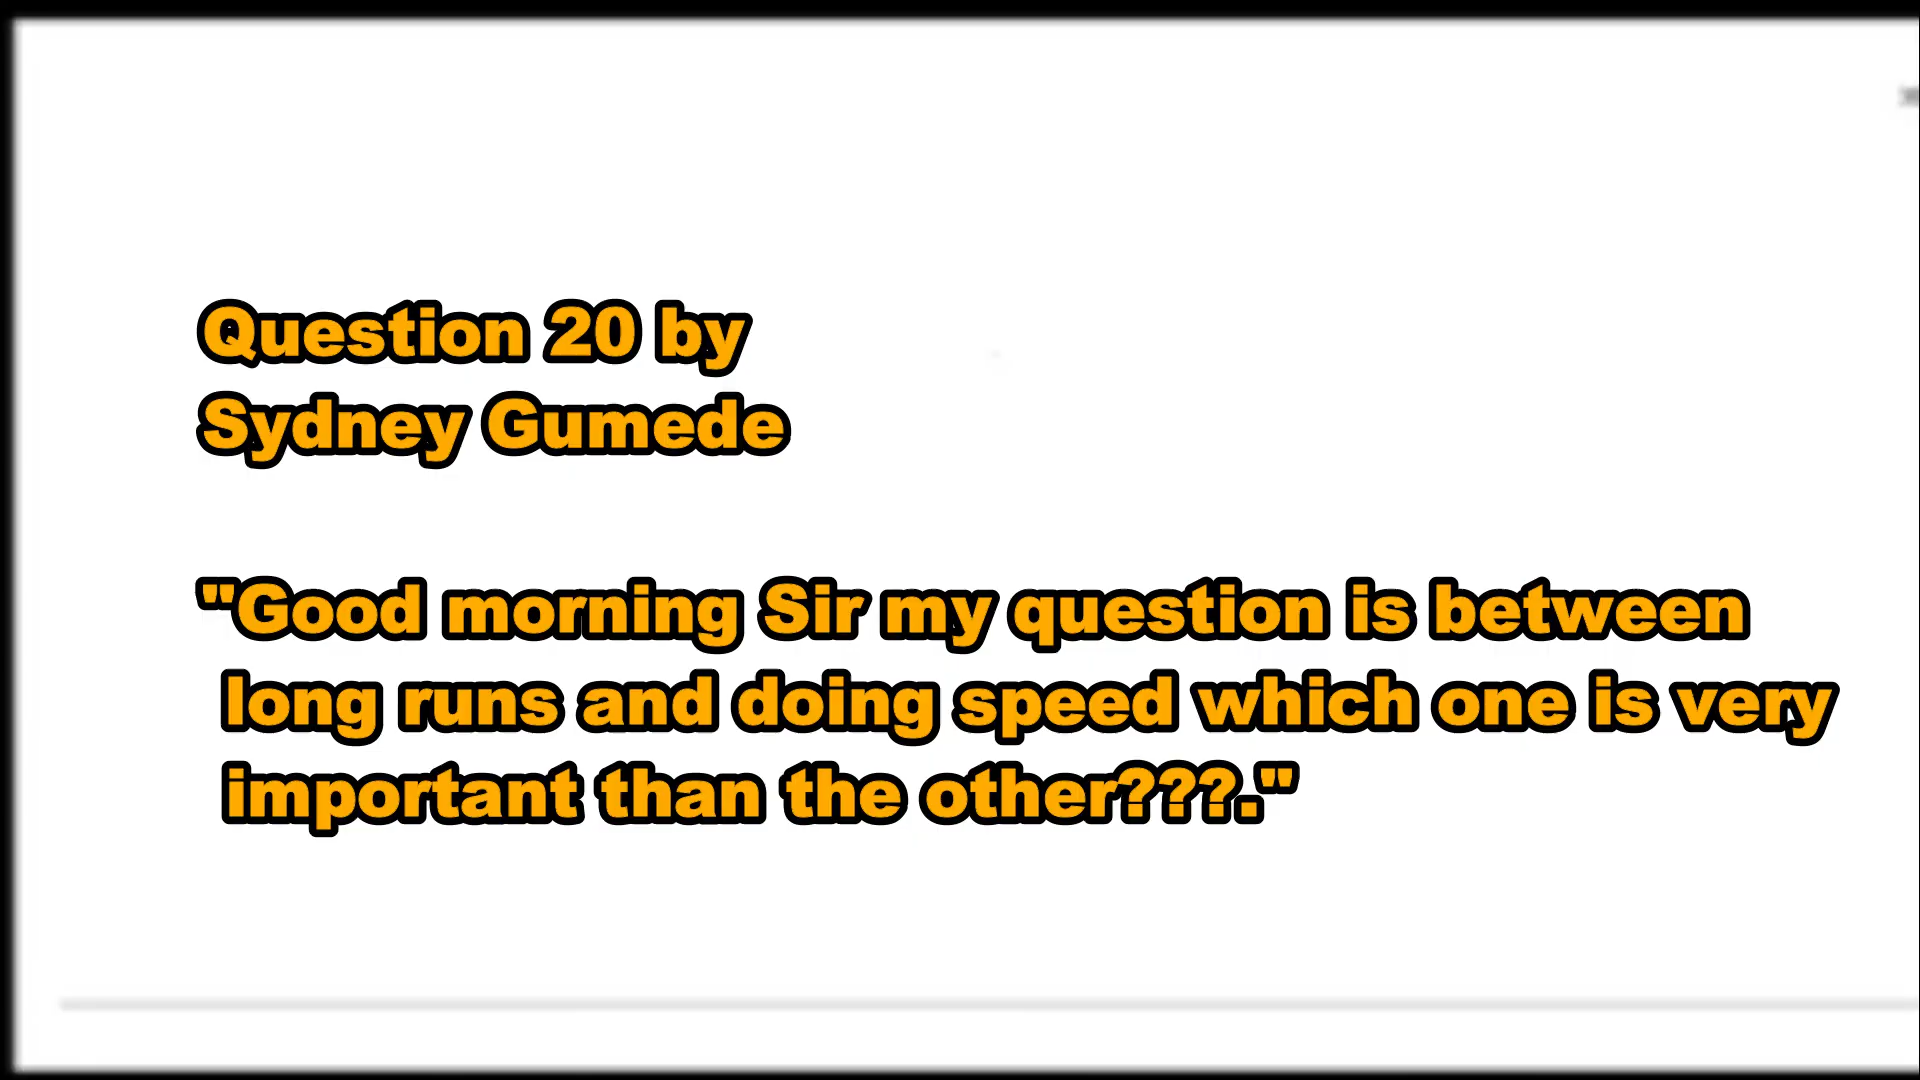 Question 20 by
Sydney Gumede
"Good morning Sir my question is between
long runs and doing speed which one is very
important than the other???."